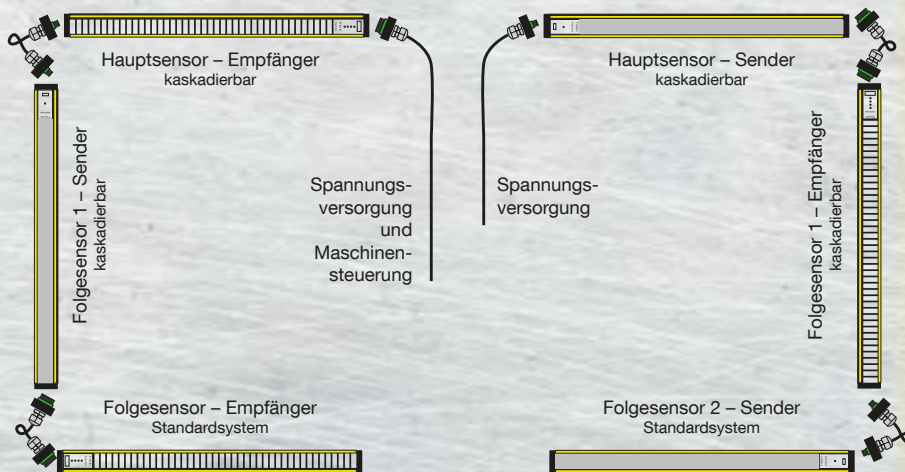 Hauptsensor – Empfänger
kaskadierbar
Hauptsensor – Sender
kaskadierbar
Folgesensor 1 – Sender
kaskadierbar
Spannungs-
versorgung
und
Maschinen-
steuerung
Spannungs-
versorgung
Folgesensor 1 – Empfänger
kaskadierbar
Folgesensor – Empfänger
Standardsystem
Folgesensor 2 – Sender
Standardsystem